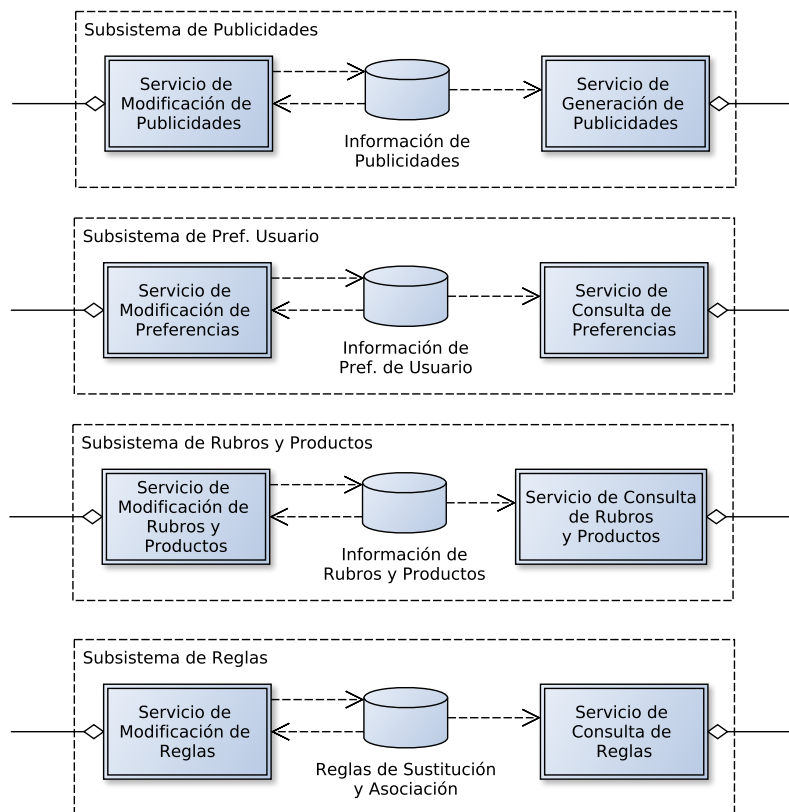 Subsistema de Publicidades
Servicio de
Modificación de
Publicidades
Información de
Publicidades
Servicio de
Generación de
Publicidades
Subsistema de Pref. Usuario
Servicio de
Modificación de
Preferencias
Información de
Pref. de Usuario
Servicio de
Consulta de
Preferencias
Subsistema de Rubros y Productos
Servicio de
Modificación de
Rubros y
Productos
Información de
Rubros y Productos
Servicio de Consulta
de Rubros
y Productos
Subsistema de Reglas
Servicio de
Modificación de
Reglas
Reglas de Sustitución
y Asociación
Servicio de
Consulta de
Reglas